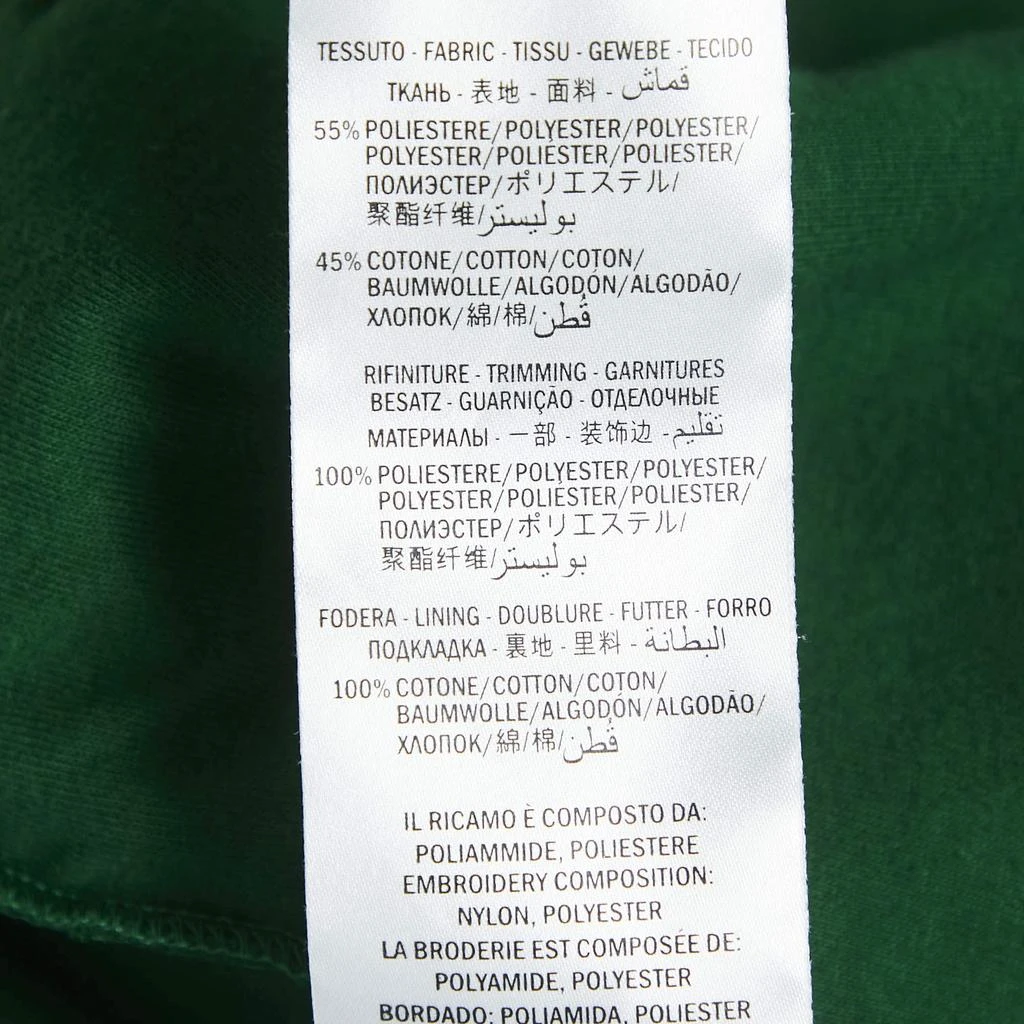 TESSUTO - FABRIC - TISSU - GEWEBE - TECIDO
ТКАНЬ - 表地 - 面料 - قماش
55% POLIESTERE/POLYESTER/POLYESTER/
POLYESTER/POLIÉSTER/POLIESTER/
ПОЛИЭСТЕР/ポリエステル/
聚酯纤维/بوليستر
45% COTONE/COTTON/COTON/
BAUMWOLLE/ALGODÓN/ALGODÃO/
ХЛОПОК/綿/棉/قُطن
RIFINITURE - TRIMMING - GARNITURES
BESATZ - GUARNIÇÃO - ОТДЕЛОЧНЫЕ
МАТЕРИАЛЫ - 一部 - 装饰边 - تقليم
100% POLIESTERE/POLYESTER/POLYESTER/
POLYESTER/POLIÉSTER/POLIESTER/
ПОЛИЭСТЕР/ポリエステル/
聚酯纤维/بوليستر
FODERA - LINING - DOUBLURE - FUTTER - FORRO
ПОДКЛАДКА - 裏地 - 里料 - البطانة
100% COTONE/COTTON/COTON/
BAUMWOLLE/ALGODÓN/ALGODÃO/
ХЛОПОК/綿/棉/قُطن
IL RICAMO È COMPOSTO DA:
POLIAMMIDE, POLIESTERE
EMBROIDERY COMPOSITION:
NYLON, POLYESTER
LA BRODERIE EST COMPOSÉE DE:
POLYAMIDE, POLYESTER
BORDADO: POLIAMIDA, POLIESTER